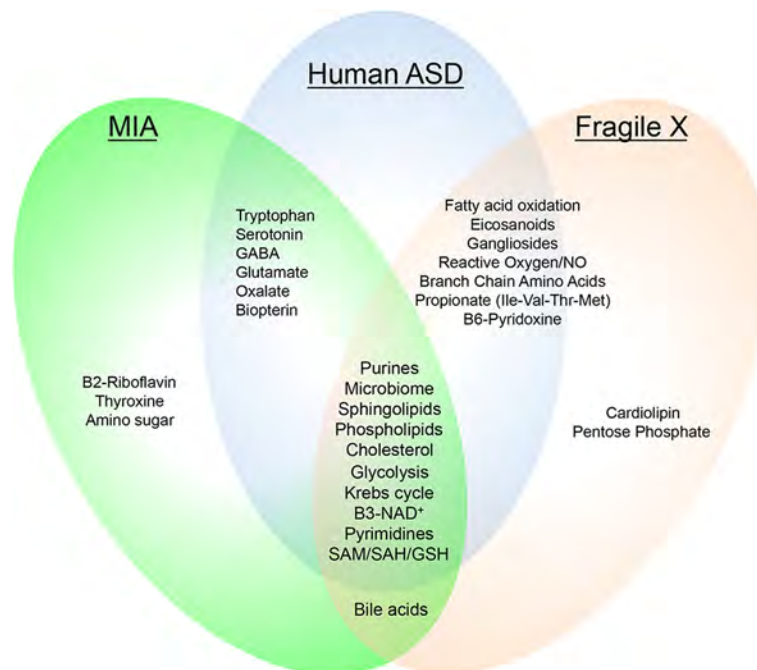 Human ASD
MIA
Fragile X
Tryptophan
Serotonin
GABA
Glutamate
Oxalate
Biopterin
Fatty acid oxidation
Eicosanoids
Gangliosides
Reactive Oxygen/NO
Branch Chain Amino Acids
Propionate (Ile-Val-Thr-Met)
B6-Pyridoxine
B2-Riboflavin
Thyroxine
Amino sugar
Purines
Microbiome
Sphingolipids
Phospholipids
Cholesterol
Glycolysis
Krebs cycle
B3-NAD⁺
Pyrimidines
SAM/SAH/GSH
Cardiolipin
Pentose Phosphate
Bile acids